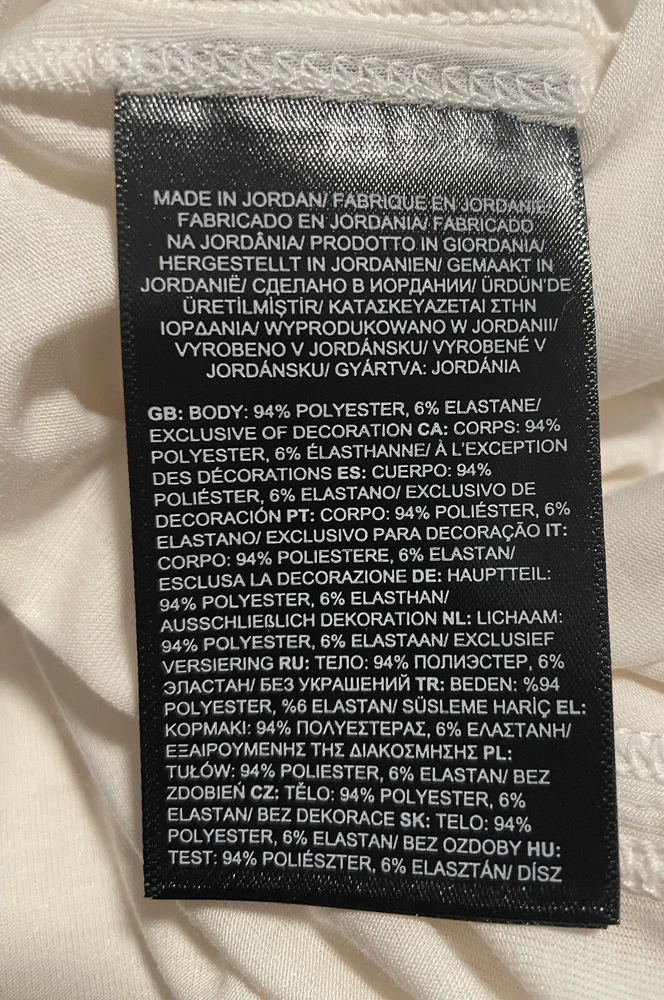 MADE IN JORDAN/ FABRIQUE EN JORDANIE/
FABRICADO EN JORDANIA/ FABRICADO
NA JORDÂNIA/ PRODOTTO IN GIORDANIA/
HERGESTELLT IN JORDANIEN/ GEMAAKT IN
JORDANIË/ СДЕЛАНО В ИОРДАНИИ/ ÜRDÜN'DE
ÜRETİLMİŞTİR/ ΚΑΤΑΣΚΕΥΑΖΕΤΑΙ ΣΤΗΝ
ΙΟΡΔΑΝΙΑ/ WYPRODUKOWANO W JORDANII/
VYROBENO V JORDÁNSKU/ VYROBENÉ V
JORDÁNSKU/ GYÁRTVA: JORDÁNIA
GB: BODY: 94% POLYESTER, 6% ELASTANE/
EXCLUSIVE OF DECORATION CA: CORPS: 94%
POLYESTER, 6% ÉLASTHANNE/ À L'EXCEPTION
DES DÉCORATIONS ES: CUERPO: 94%
POLIÉSTER, 6% ELASTANO/ EXCLUSIVO DE
DECORACIÓN PT: CORPO: 94% POLIÉSTER, 6%
ELASTANO/ EXCLUSIVO PARA DECORAÇÃO IT:
CORPO: 94% POLIESTERE, 6% ELASTAN/
ESCLUSA LA DECORAZIONE DE: HAUPTTEIL:
94% POLYESTER, 6% ELASTHAN/
AUSSCHLIEßLICH DEKORATION NL: LICHAAM:
94% POLYESTER, 6% ELASTAAN/ EXCLUSIEF
VERSIERING RU: ТЕЛО: 94% ПОЛИЭСТЕР, 6%
ЭЛАСТАН/ БЕЗ УКРАШЕНИЙ TR: BEDEN: %94
POLYESTER, %6 ELASTAN/ SÜSLEME HARİÇ EL:
ΚΟΡΜΑΚΙ: 94% ΠΟΛΥΕΣΤΕΡΑΣ, 6% ΕΛΑΣΤΑΝΗ/
ΕΞΑΙΡΟΥΜΕΝΗΣ ΤΗΣ ΔΙΑΚΟΣΜΗΣΗΣ PL:
TUŁÓW: 94% POLIESTER, 6% ELASTAN/ BEZ
ZDOBIEŃ CZ: TĚLO: 94% POLYESTER, 6%
ELASTAN/ BEZ DEKORACE SK: TELO: 94%
POLYESTER, 6% ELASTAN/ BEZ OZDOBY HU:
TEST: 94% POLIÉSZTER, 6% ELASZTÁN/ DÍSZ